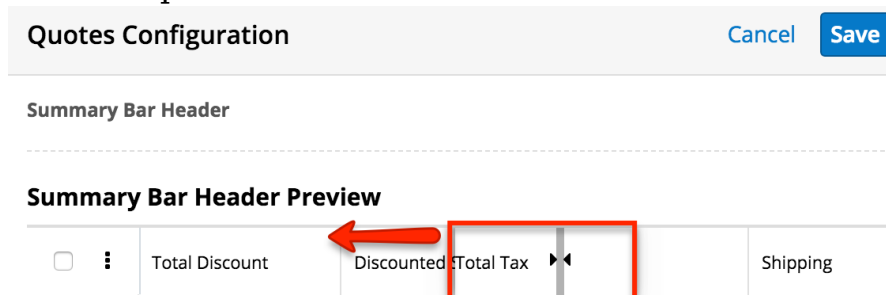 Quotes Configuration Cancel Save
Summary Bar Header
Summary Bar Header Preview
Total Discount Discounted Total Tax Shipping